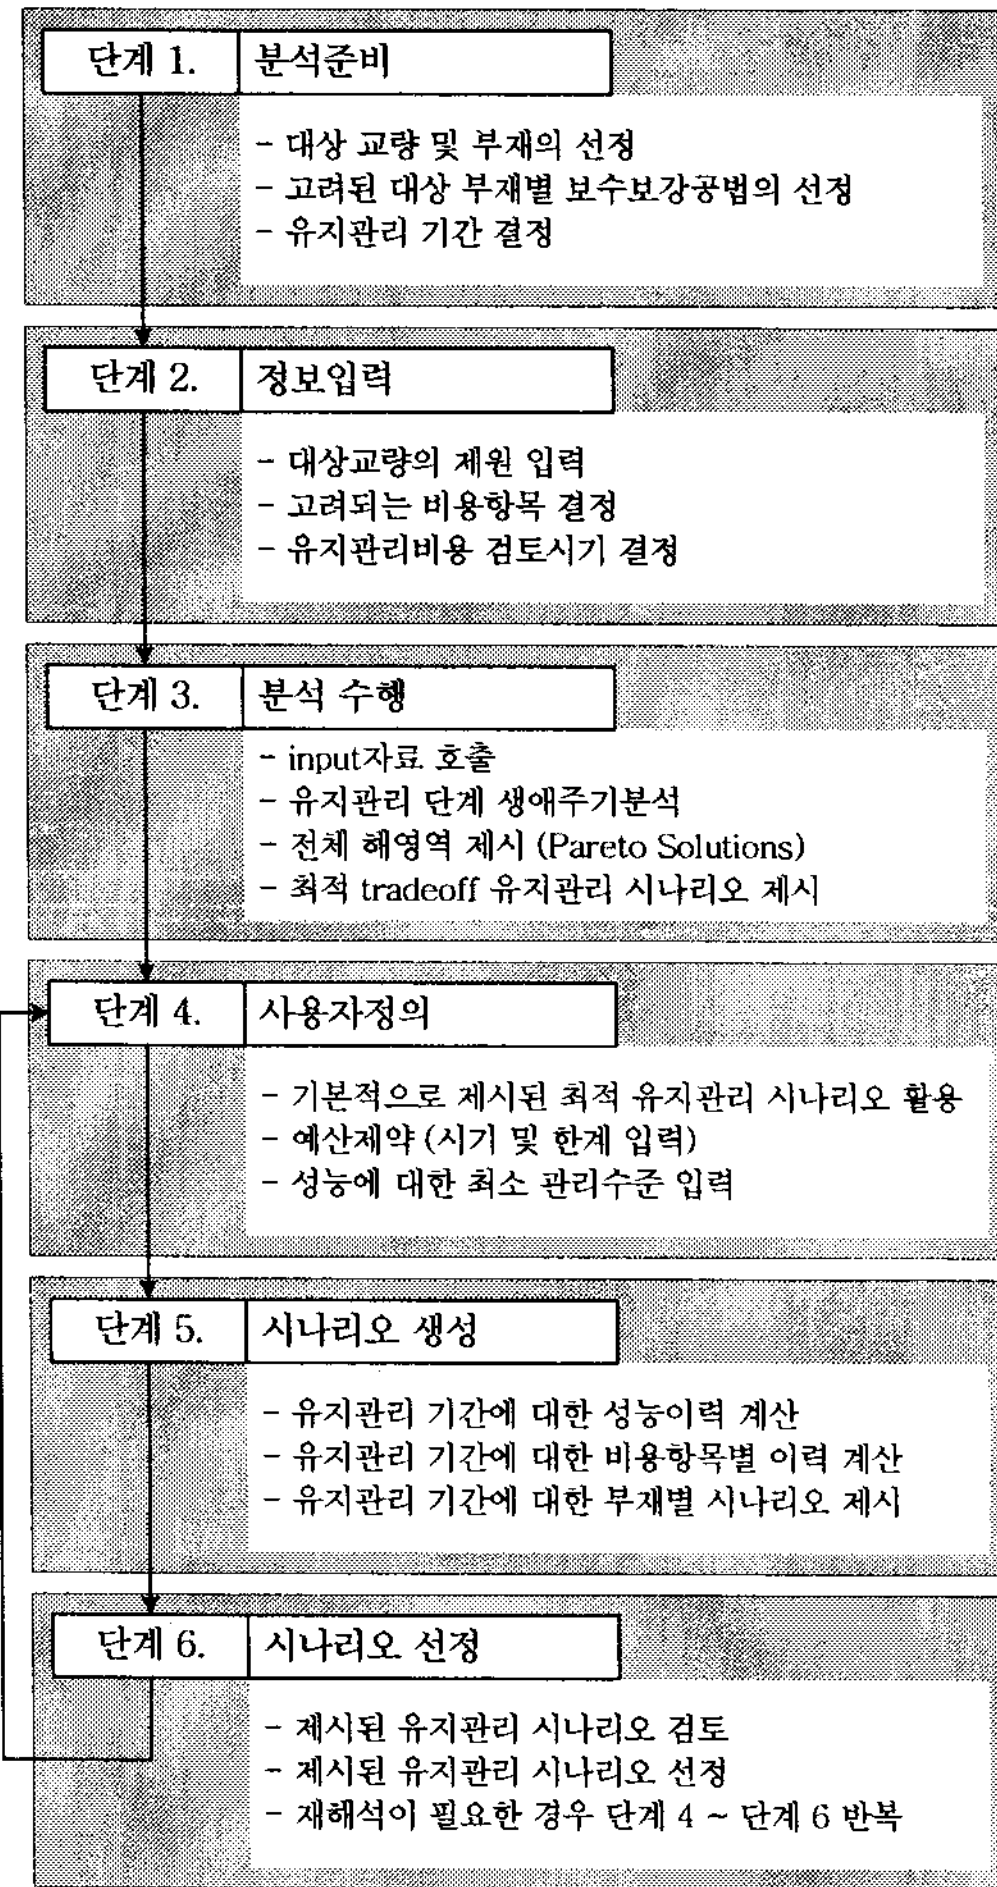 단계 1. 분석준비
- 대상 교량 및 부재의 선정
- 고려된 대상 부재별 보수보강공법의 선정
- 유지관리 기간 결정
단계 2. 정보입력
- 대상교량의 제원 입력
- 고려되는 비용항목 결정
- 유지관리비용 검토시기 결정
단계 3. 분석 수행
- input자료 호출
- 유지관리 단계 생애주기분석
- 전체 해영역 제시 (Pareto Solutions)
- 최적 tradeoff 유지관리 시나리오 제시
단계 4. 사용자정의
- 기본적으로 제시된 최적 유지관리 시나리오 활용
- 예산제약 (시기 및 한계 입력)
- 성능에 대한 최소 관리수준 입력
단계 5. 시나리오 생성
- 유지관리 기간에 대한 성능이력 계산
- 유지관리 기간에 대한 비용항목별 이력 계산
- 유지관리 기간에 대한 부재별 시나리오 제시
단계 6. 시나리오 선정
- 제시된 유지관리 시나리오 검토
- 제시된 유지관리 시나리오 선정
- 재해석이 필요한 경우 단계 4 ~ 단계 6 반복